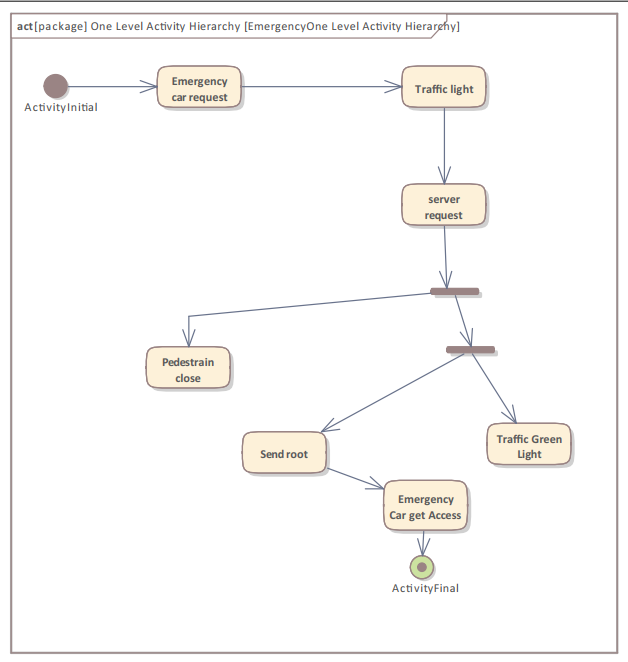 act[package] One Level Activity Hierarchy [EmergencyOne Level Activity Hierarchy]
Emergency
car request
Traffic light
ActivityInitial
server
request
Pedestrain
close
Traffic Green
Light
Send root
Emergency
Car get Access
ActivityFinal